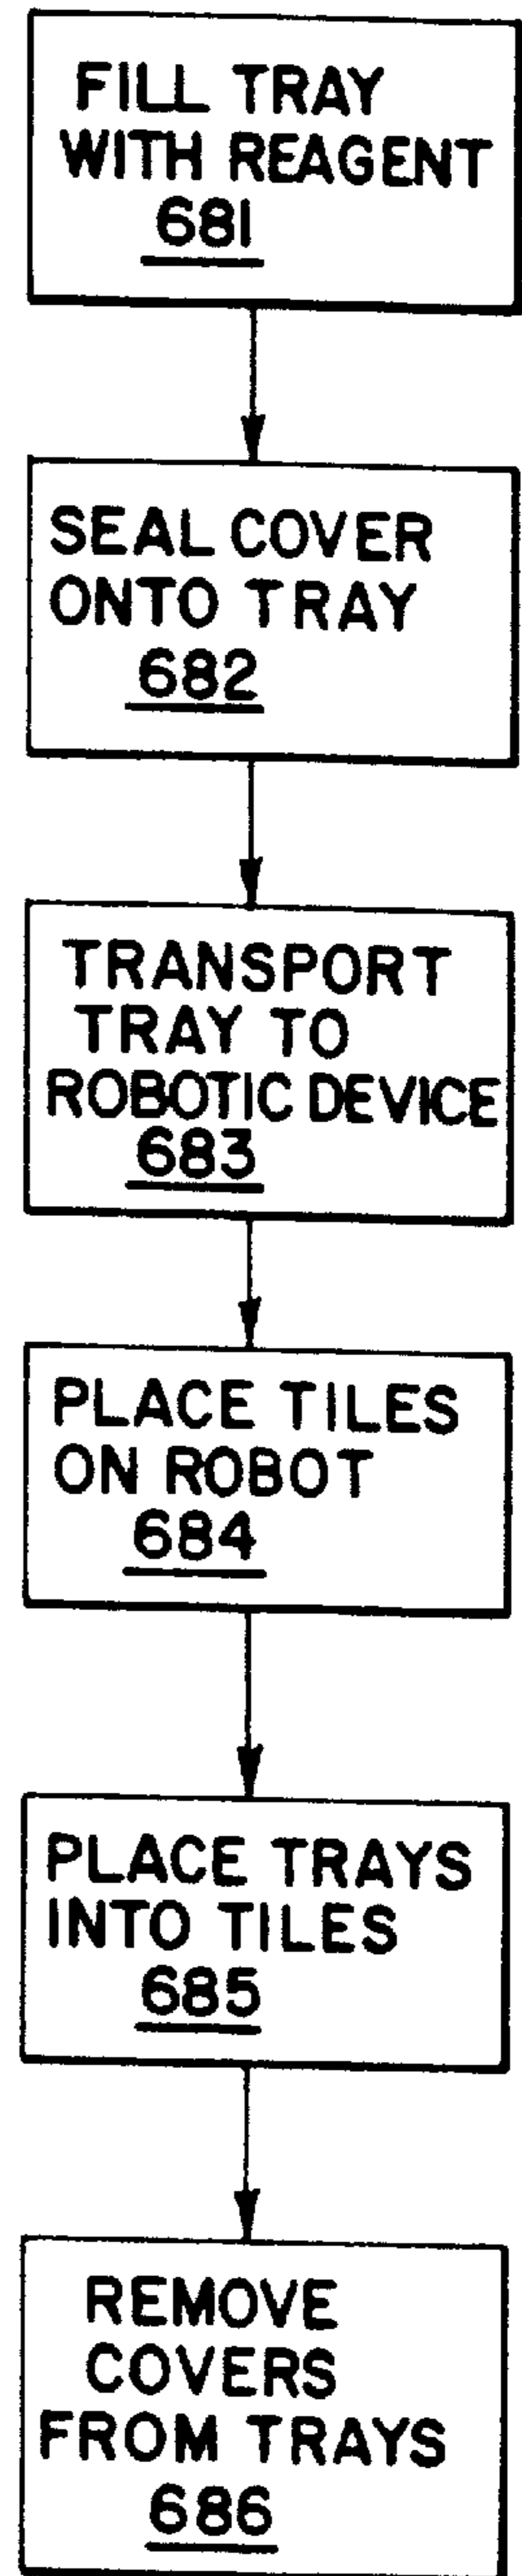 FILL TRAY
WITH REAGENT
681
SEAL COVER
ONTO TRAY
682
TRANSPORT
TRAY TO
ROBOTIC DEVICE
683
PLACE TILES
ON ROBOT
684
PLACE TRAYS
INTO TILES
685
REMOVE
COVERS
FROM TRAYS
686